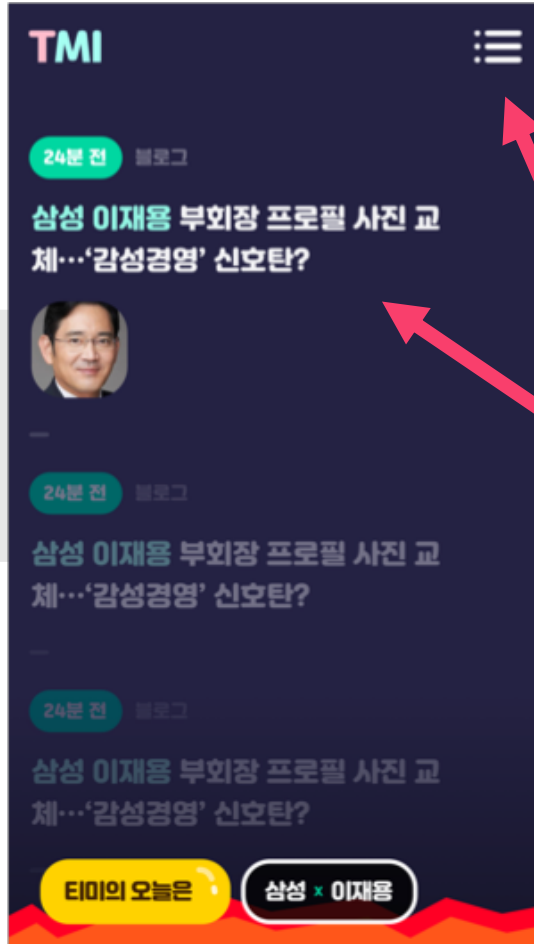 TMI
24분 전 블로그
삼성 이재용 부회장 프로필 사진 교
체…‘감성경영’ 신호탄?
24분 전 블로그
삼성 이재용 부회장 프로필 사진 교
체…‘감성경영’ 신호탄?
24분 전 블로그
삼성 이재용 부회장 프로필 사진 교
체…‘감성경영’ 신호탄?
티미의 오늘은 삼성 x 이재용